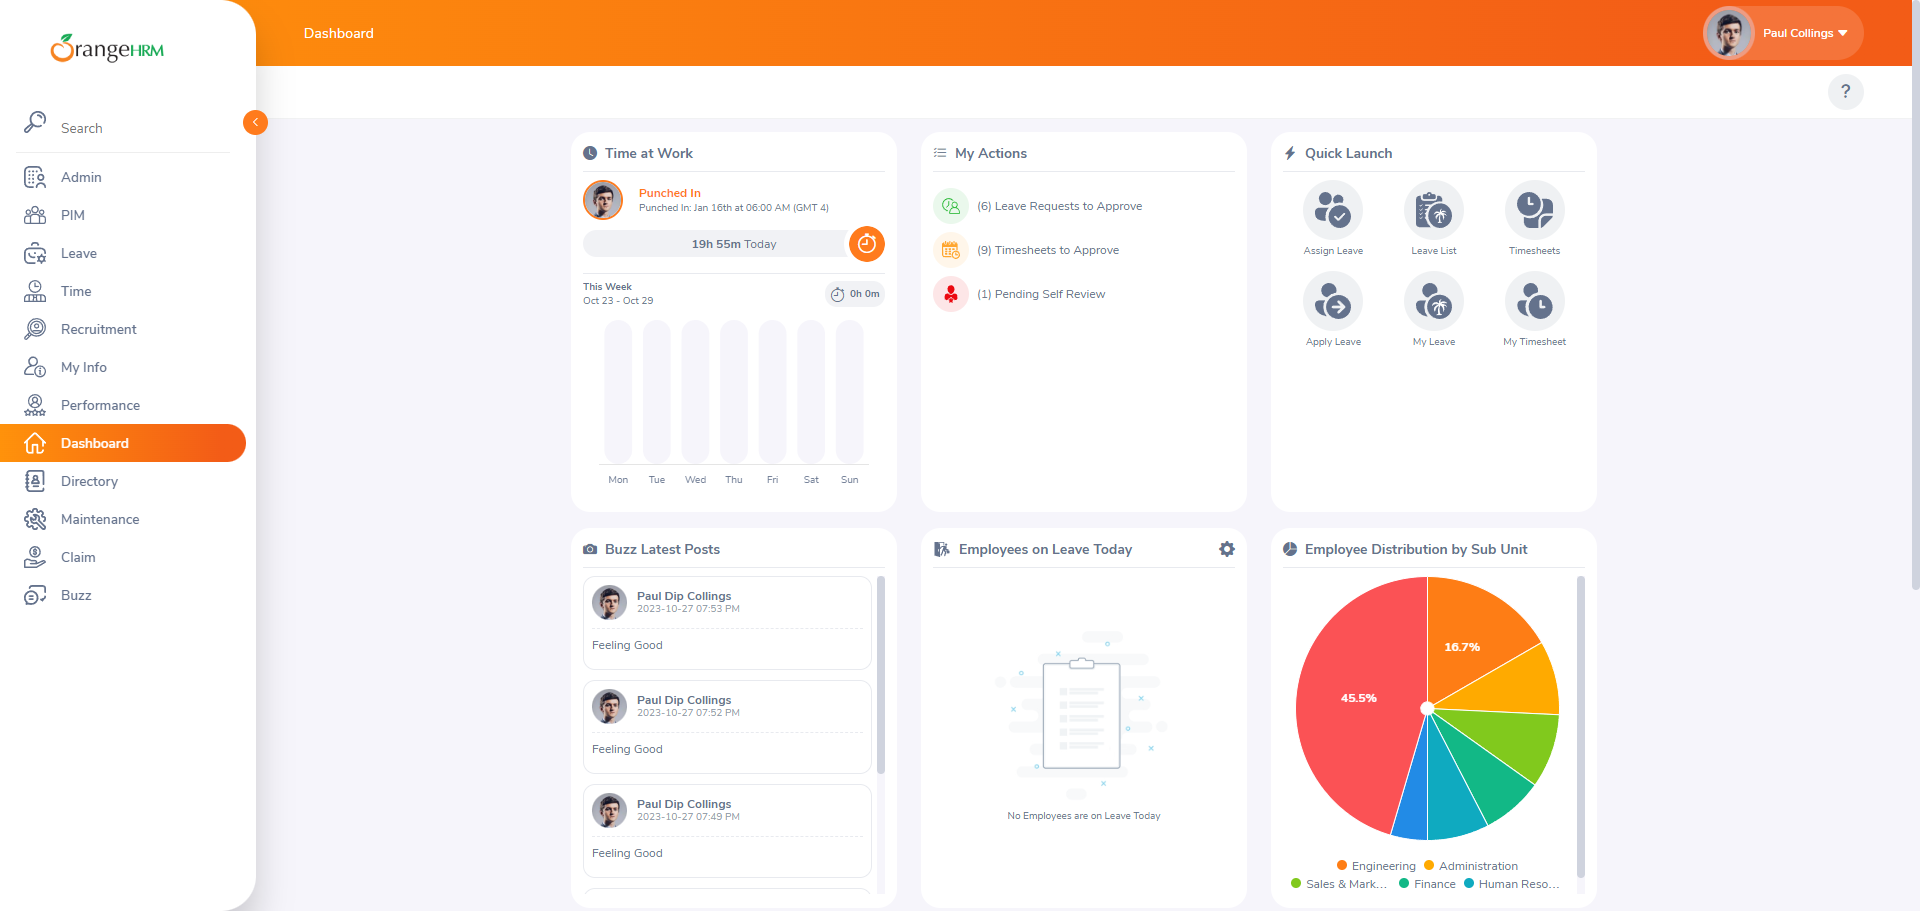 Dashboard
Paul Collings
?
OrangeHRM
Search
Admin
PIM
Leave
Time
Recruitment
My Info
Performance
Dashboard
Directory
Maintenance
Claim
Buzz
Time at Work
Punched In
Punched In: Jan 16th at 06:00 AM (GMT 4)
19h 55m Today
This Week
Oct 23 - Oct 29
0h 0m
Mon Tue Wed Thu Fri Sat Sun
My Actions
(6) Leave Requests to Approve
(9) Timesheets to Approve
(1) Pending Self Review
Quick Launch
Assign Leave
Leave List
Timesheets
Apply Leave
My Leave
My Timesheet
Buzz Latest Posts
Paul Dip Collings
2023-10-27 07:53 PM
Feeling Good
Paul Dip Collings
2023-10-27 07:52 PM
Feeling Good
Paul Dip Collings
2023-10-27 07:49 PM
Feeling Good
Employees on Leave Today
No Employees are on Leave Today
Employee Distribution by Sub Unit
16.7%
45.5%
Engineering Administration
Sales & Mark... Finance Human Reso...